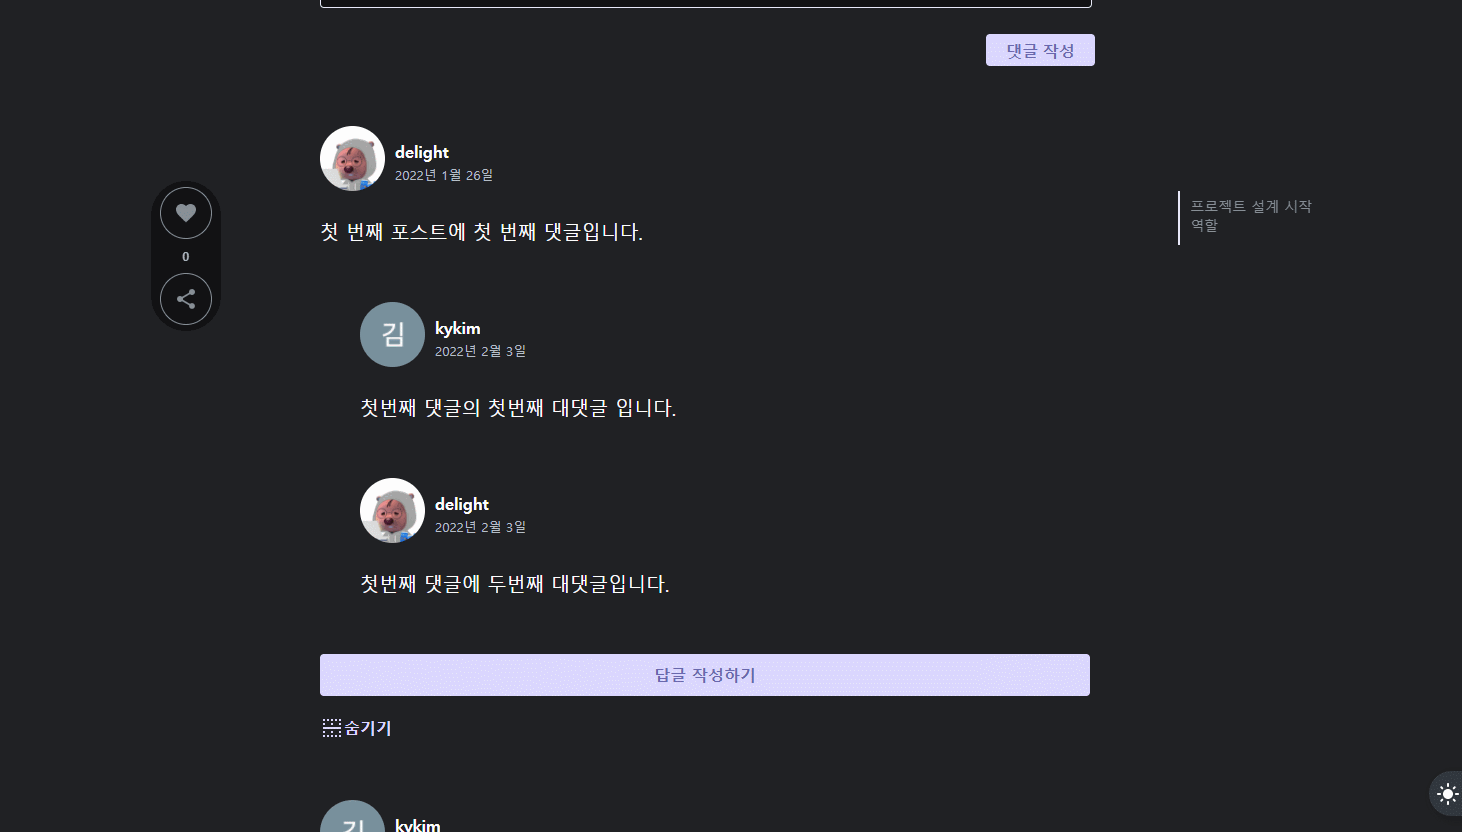 댓글 작성
delight
2022년 1월 26일
첫 번째 포스트에 첫 번째 댓글입니다.
0
프로젝트 설계 시작
역할
김
kykim
2022년 2월 3일
첫번째 댓글의 첫번째 대댓글 입니다.
delight
2022년 2월 3일
첫번째 댓글에 두번째 대댓글입니다.
답글 작성하기
숨기기
김
kykim